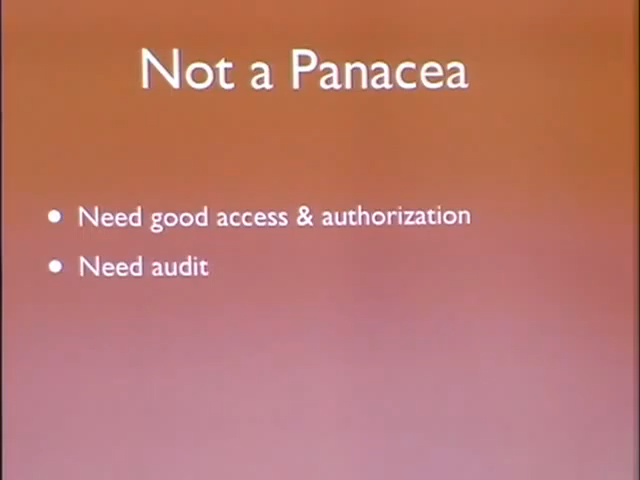 Not a Panacea
• Need good access & authorization
• Need audit